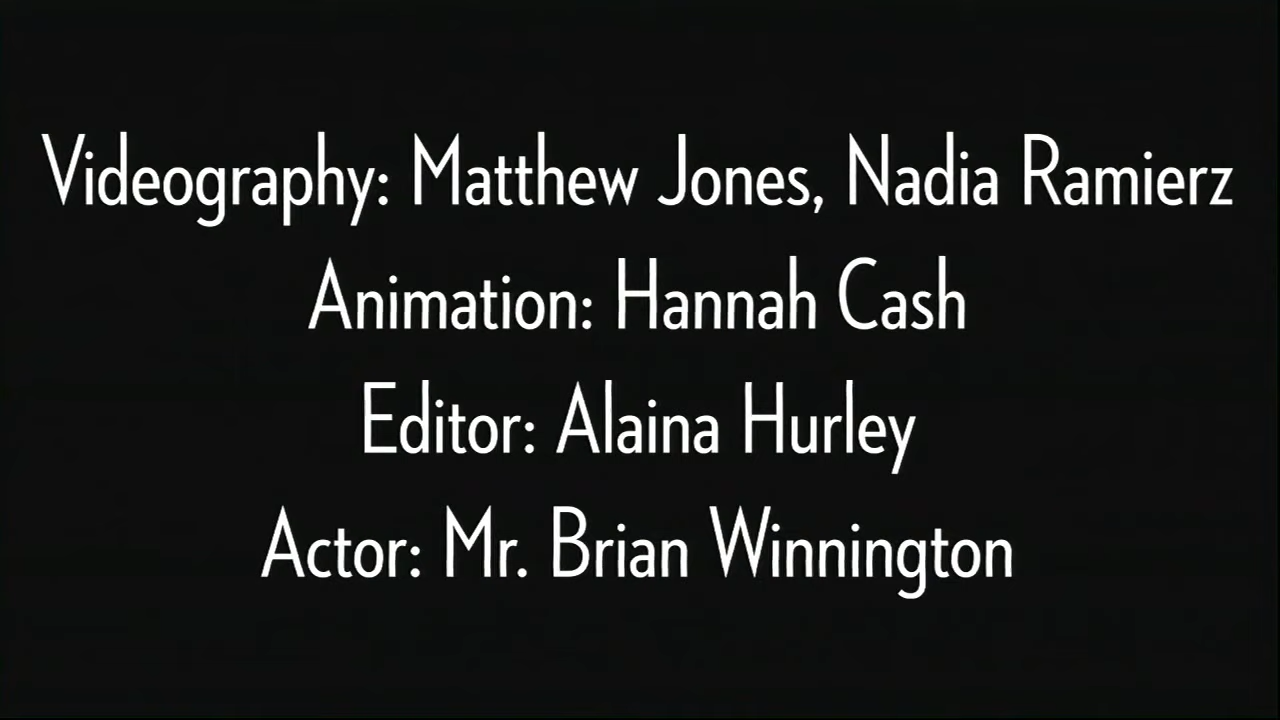 Videography: Matthew Jones, Nadia Ramierz
Animation: Hannah Cash
Editor: Alaina Hurley
Actor: Mr. Brian Winnington